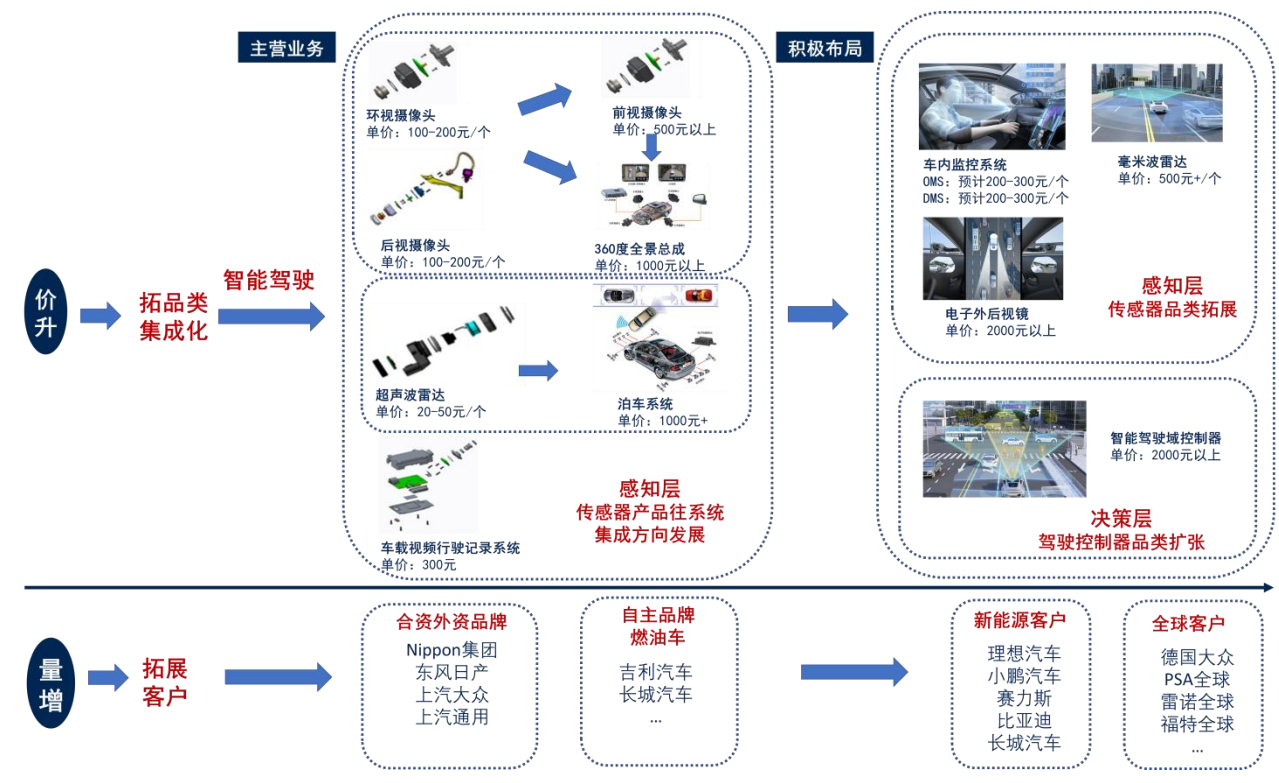 主营业务
积极布局
环视摄像头
单价：100-200元/个
前视摄像头
单价：500元以上
后视摄像头
单价：100-200元/个
360度全景总成
单价：1000元以上
价
升
拓品类
集成化
智能驾驶
超声波雷达
单价：20-50元/个
泊车系统
单价：1000元+
车载视频行驶记录系统
单价：300元
感知层
传感器产品往系统
集成方向发展
车内监控系统
OMS：预计200-300元/个
DMS：预计200-300元/个
毫米波雷达
单价：500元+/个
电子外后视镜
单价：2000元以上
感知层
传感器品类拓展
智能驾驶域控制器
单价：2000元以上
决策层
驾驶控制器品类扩张
量
增
拓展
客户
合资外资品牌
Nippon集团
东风日产
上汽大众
上汽通用
自主品牌
燃油车
吉利汽车
长城汽车
...
新能源客户
理想汽车
小鹏汽车
赛力斯
比亚迪
长城汽车
全球客户
德国大众
PSA全球
雷诺全球
福特全球
...